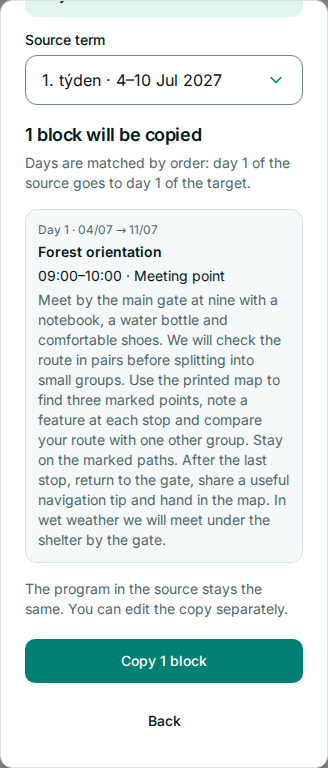 Source term
1. týden · 4–10 Jul 2027
1 block will be copied
Days are matched by order: day 1 of the
source goes to day 1 of the target.
Day 1 · 04/07 → 11/07
Forest orientation
09:00–10:00 · Meeting point
Meet by the main gate at nine with a
notebook, a water bottle and
comfortable shoes. We will check the
route in pairs before splitting into
small groups. Use the printed map to
find three marked points, note a
feature at each stop and compare
your route with one other group. Stay
on the marked paths. After the last
stop, return to the gate, share a useful
navigation tip and hand in the map. In
wet weather we will meet under the
shelter by the gate.
The program in the source stays the
same. You can edit the copy separately.
Copy 1 block
Back